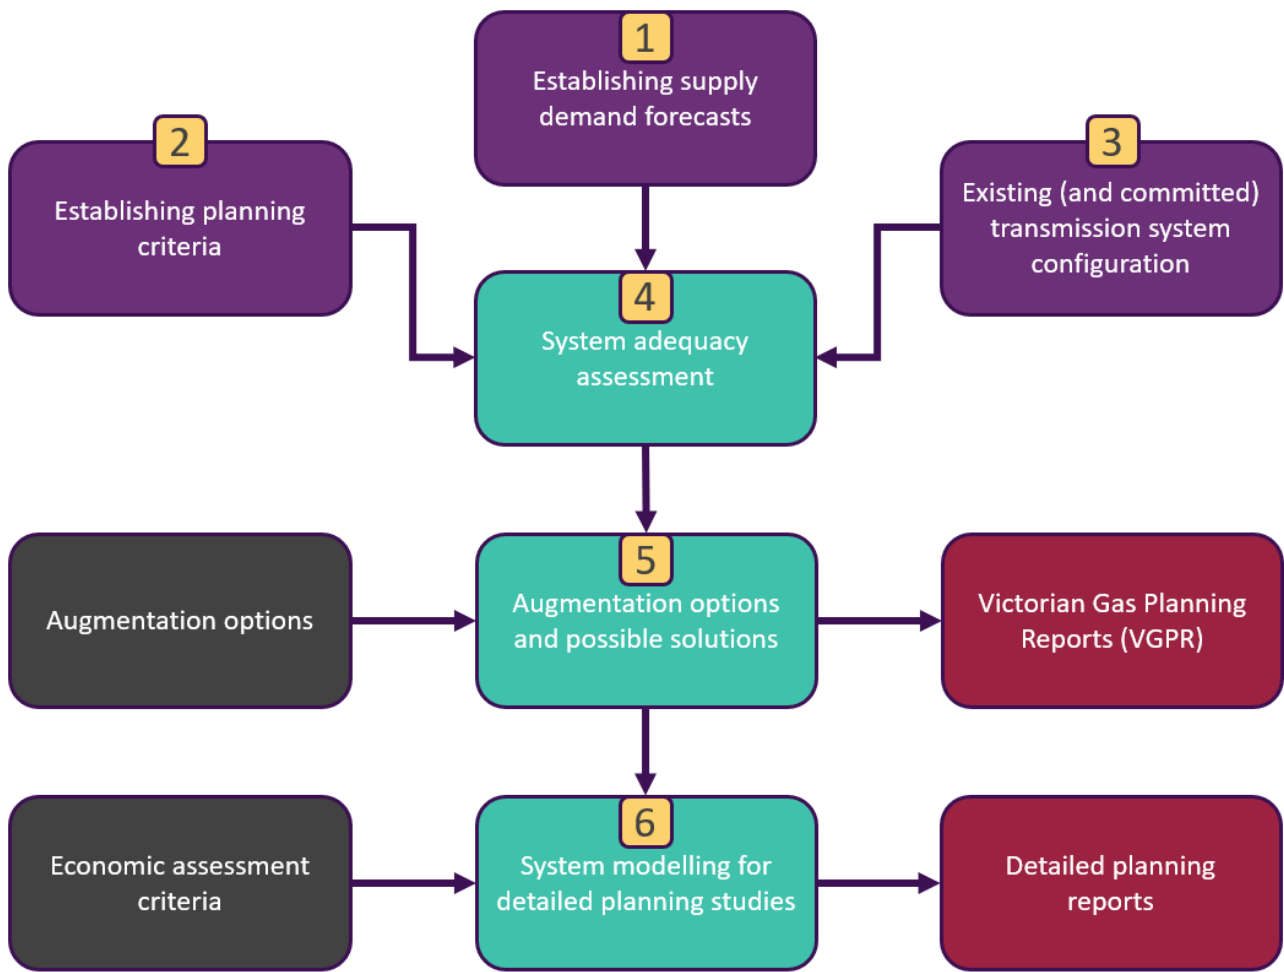 1
Establishing supply
demand forecasts
2
Establishing planning
criteria
3
Existing (and committed)
transmission system
configuration
4
System adequacy
assessment
Augmentation options
5
Augmentation options
and possible solutions
Victorian Gas Planning
Reports (VGPR)
Economic assessment
criteria
6
System modelling for
detailed planning studies
Detailed planning
reports